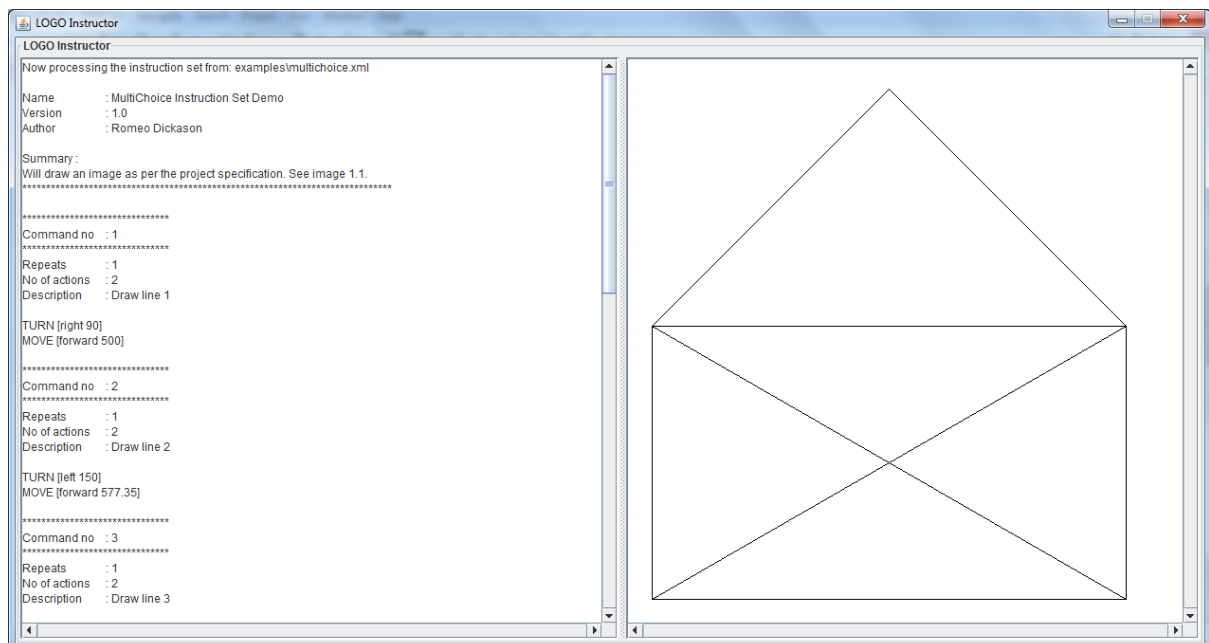 LOGO Instructor
LOGO Instructor
Now processing the instruction set from: examples\multichoice.xml
Name : MultiChoice Instruction Set Demo
Version : 1.0
Author : Romeo Dickason
Summary :
Will draw an image as per the project specification. See image 1.1.
*******************************************************************************
*******************************
Command no : 1
*******************************
Repeats : 1
No of actions : 2
Description : Draw line 1
TURN [right 90]
MOVE [forward 500]
*******************************
Command no : 2
*******************************
Repeats : 1
No of actions : 2
Description : Draw line 2
TURN [left 150]
MOVE [forward 577.35]
*******************************
Command no : 3
*******************************
Repeats : 1
No of actions : 2
Description : Draw line 3